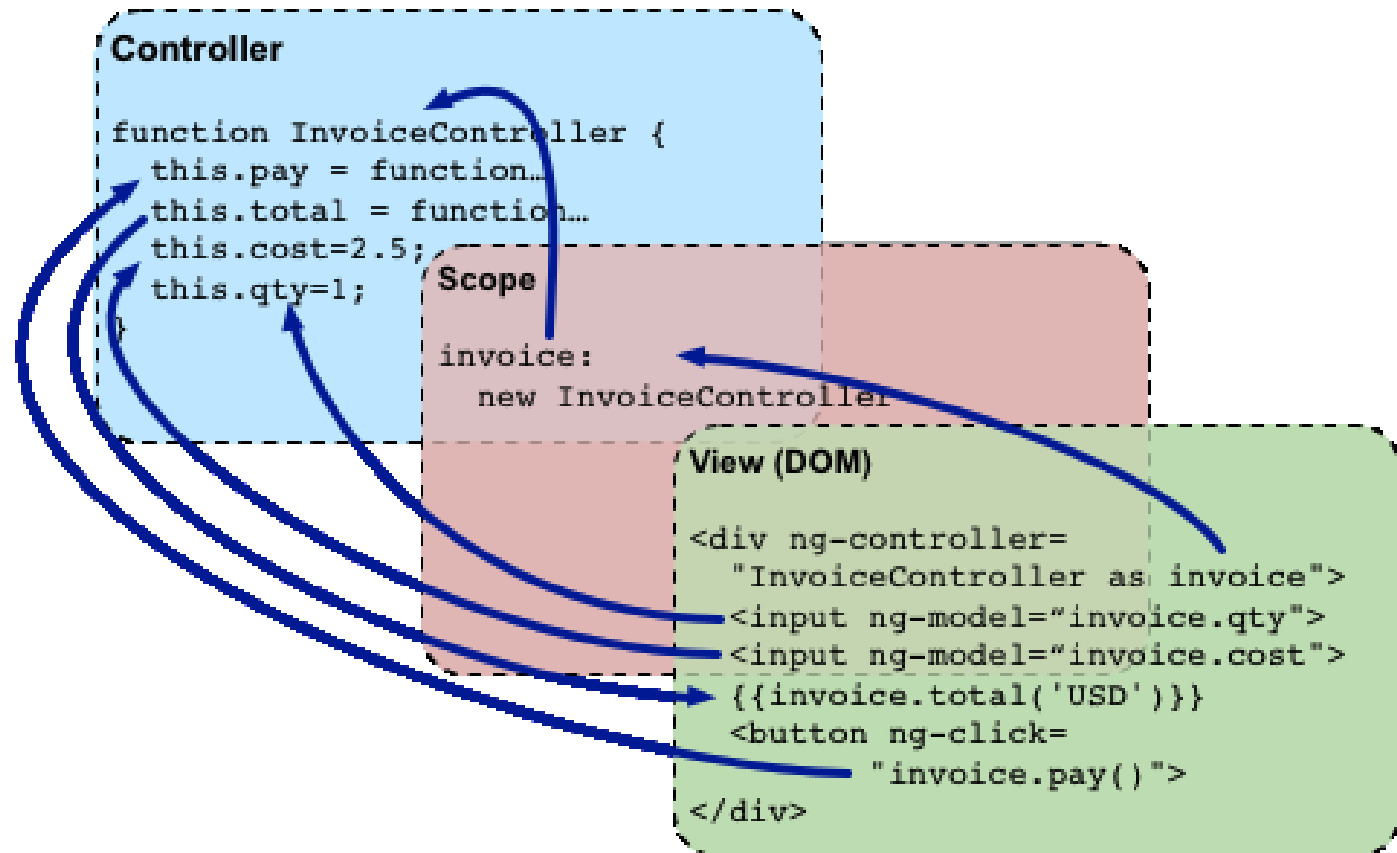 Controller
function InvoiceController {
this.pay = function…
this.total = function…
this.cost=2.5;
this.qty=1;
}
Scope
invoice:
new InvoiceController
View (DOM)
<div ng-controller=
"InvoiceController as invoice">
<input ng-model=“invoice.qty">
<input ng-model=“invoice.cost">
{{invoice.total('USD')}}
<button ng-click=
"invoice.pay()">
</div>